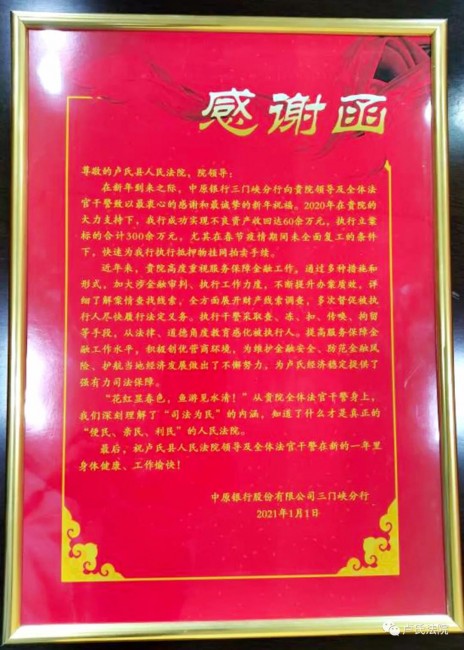 感谢函
尊敬的卢氏县人民法院，院领导：
在新年到来之际，中原银行三门峡分行向贵院领导及全体法
官干警致以最衷心的感谢和最诚挚的新年祝福。2020年在贵院的
大力支持下，我行成功实现不良资产收回达60余万元，执行立案
标的合计300余万元，尤其在春节疫情期间未全面复工的条件
下，快速为我行执行抵押物挂网拍卖手续。
近年来，贵院高度重视服务保障金融工作，通过多种措施和
形式，加大涉金融审判、执行工作力度，不断提升办案质效，详
细了解案情查找线索，全方面展开财产线索调查，多次督促被执
行人尽快履行法定义务。执行干警采取查、冻、扣、传唤、拘留
等手段，从法律、道德角度教育感化被执行人。提高服务保障金
融工作水平，积极创优营商环境，为维护金融安全、防范金融风
险、护航当地经济发展做出了不懈努力，为卢氏经济稳定提供了
强有力司法保障。
“花红显春色，鱼游见水清！”从贵院全体法官干警身上，
我们深刻理解了“司法为民”的内涵，知道了什么才是真正的
“便民、亲民、利民”的人民法院。
最后，祝卢氏县人民法院领导及全体法官干警在新的一年里
身体健康、工作愉快！
中原银行股份有限公司三门峡分行
2021年1月1日
卢氏法院